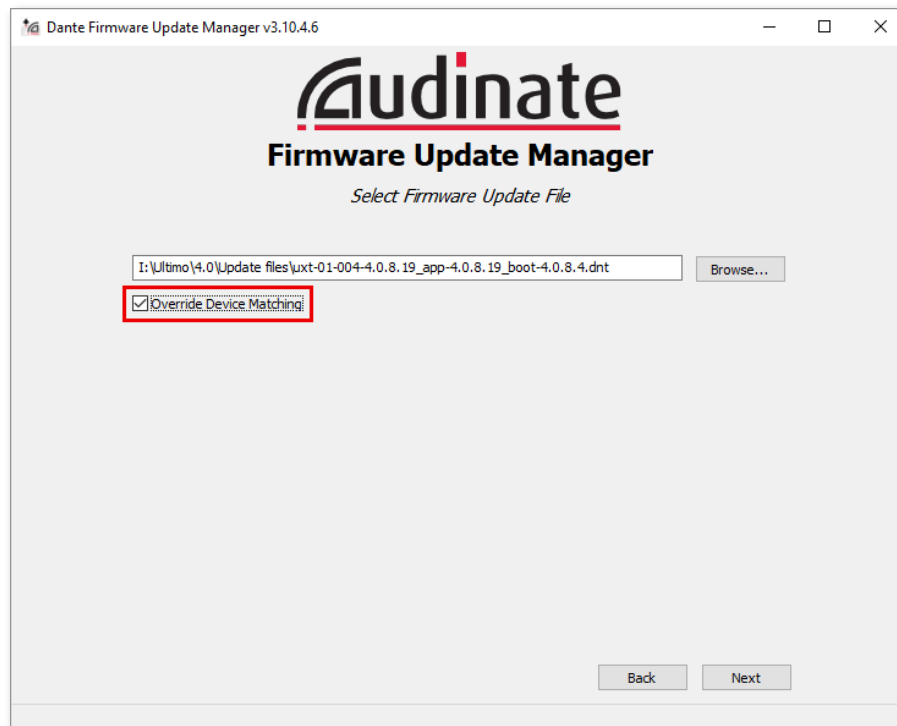 Dante Firmware Update Manager v3.10.4.6
Audinate
Firmware Update Manager
Select Firmware Update File
I:\Ultimo\4.0\Update files\uxt-01-004-4.0.8.19_app-4.0.8.19_boot-4.0.8.4.dnt
Browse...
Override Device Matching
Back
Next